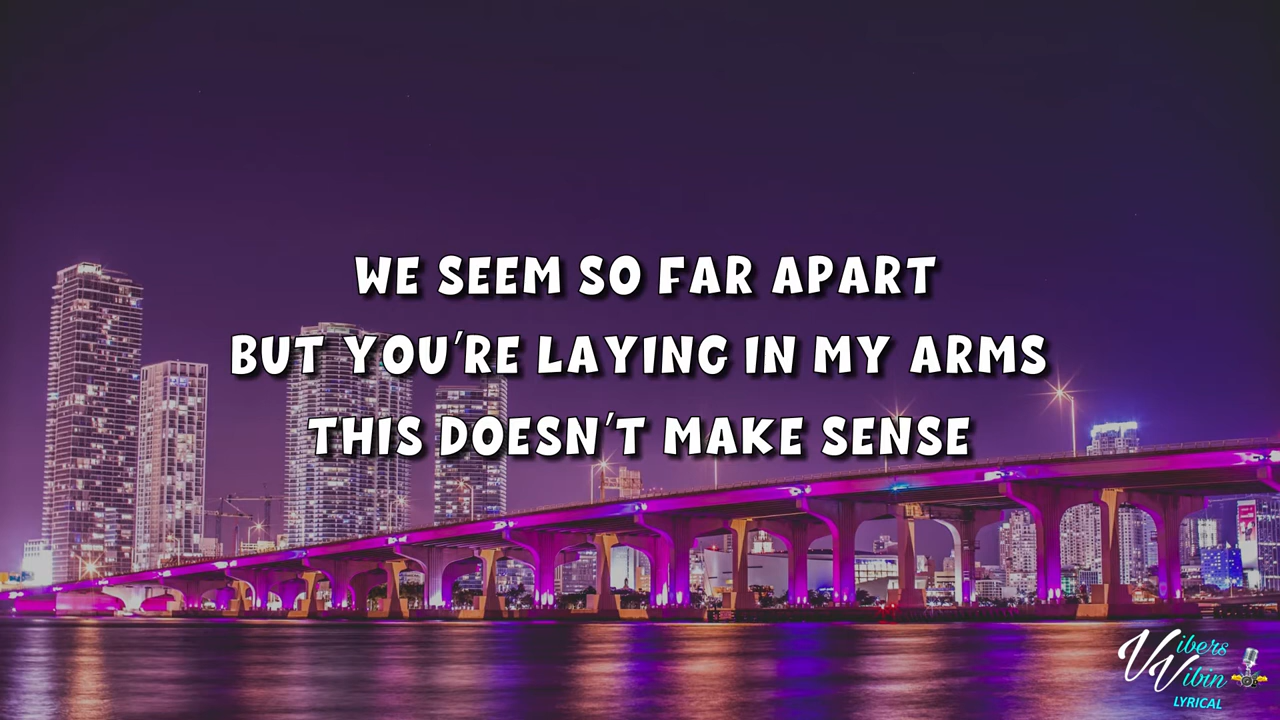 WE SEEM SO FAR APART
BUT YOU'RE LAYING IN MY ARMS
THIS DOESN'T MAKE SENSE
Vibers
Vibin
LYRICAL